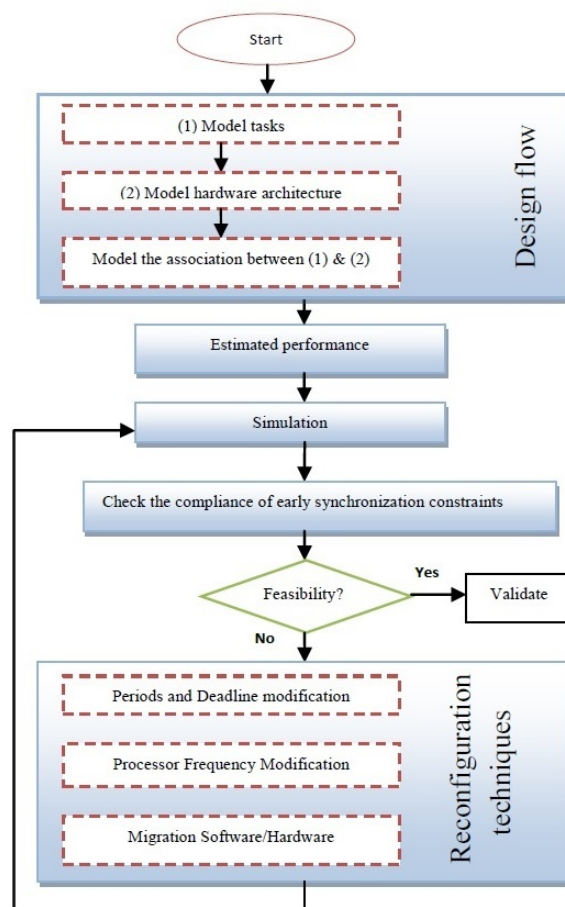 Start
(1) Model tasks
(2) Model hardware architecture
Model the association between (1) & (2)
Design flow
Estimated performance
Simulation
Check the compliance of early synchronization constraints
Feasibility?
Yes
Validate
No
Periods and Deadline modification
Processor Frequency Modification
Migration Software/Hardware
Reconfiguration
techniques